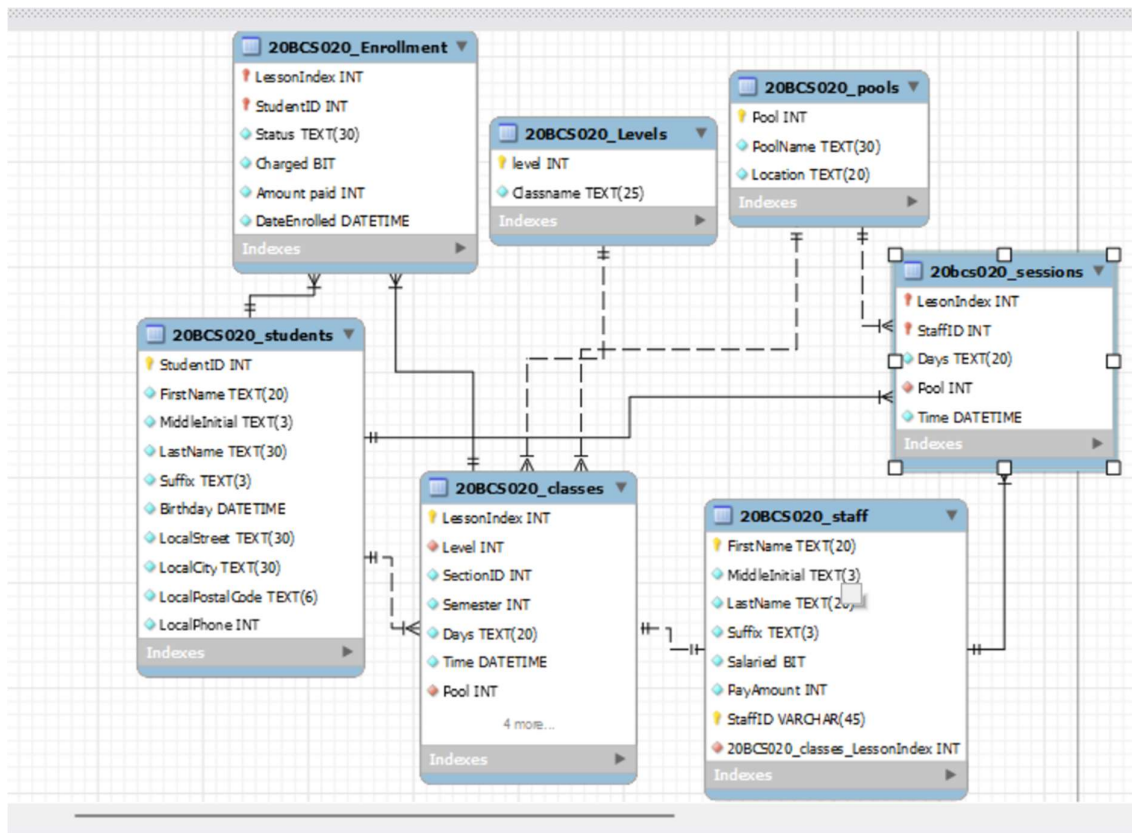 20BCS020_Enrollment
LessonIndex INT
StudentID INT
Status TEXT(30)
Charged BIT
Amount paid INT
DateEnrolled DATETIME
Indexes
20BCS020_Levels
level INT
Classname TEXT(25)
Indexes
20BCS020_pools
Pool INT
PoolName TEXT(30)
Location TEXT(20)
Indexes
20bcs020_sessions
LesonIndex INT
StaffID INT
Days TEXT(20)
Pool INT
Time DATETIME
Indexes
20BCS020_students
StudentID INT
FirstName TEXT(20)
MiddleInitial TEXT(3)
LastName TEXT(30)
Suffix TEXT(3)
Birthday DATETIME
LocalStreet TEXT(30)
LocalCity TEXT(30)
LocalPostalCode TEXT(6)
LocalPhone INT
Indexes
20BCS020_classes
LessonIndex INT
Level INT
SectionID INT
Semester INT
Days TEXT(20)
Time DATETIME
Pool INT
4 more...
Indexes
20BCS020_staff
FirstName TEXT(20)
MiddleInitial TEXT(3)
LastName TEXT(20)
Suffix TEXT(3)
Salaried BIT
PayAmount INT
StaffID VARCHAR(45)
20BCS020_classes_LessonIndex INT
Indexes